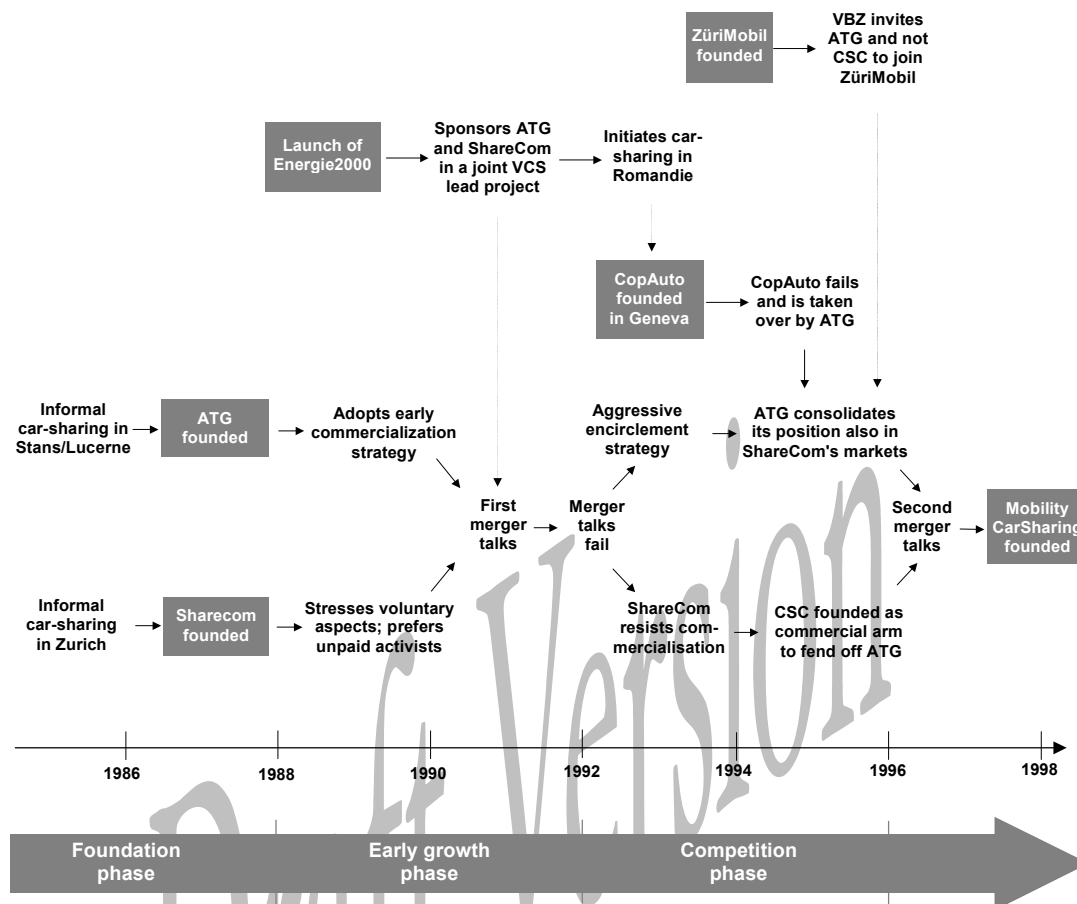 ZüriMobil
founded
VBZ invites
ATG and not
CSC to join
ZüriMobil
Launch of
Energie2000
Sponsors ATG
and ShareCom
in a joint VCS
lead project
Initiates car-
sharing in
Romandie
CopAuto
founded
in Geneva
CopAuto fails
and is taken
over by ATG
Informal
car-sharing in
Stans/Lucerne
ATG
founded
Adopts early
commercialization
strategy
Aggressive
encirclement
strategy
ATG consolidates
its position also in
ShareCom's markets
First
merger
talks
Merger
talks
fail
Second
merger
talks
Mobility
CarSharing
founded
Informal
car-sharing
in Zurich
Sharecom
founded
Stresses voluntary
aspects; prefers
unpaid activists
ShareCom
resists com-
mercialisation
CSC founded as
commercial arm
to fend off ATG
1986
1988
1990
1992
1994
1996
1998
Foundation
phase
Early growth
phase
Competition
phase
Draft Version